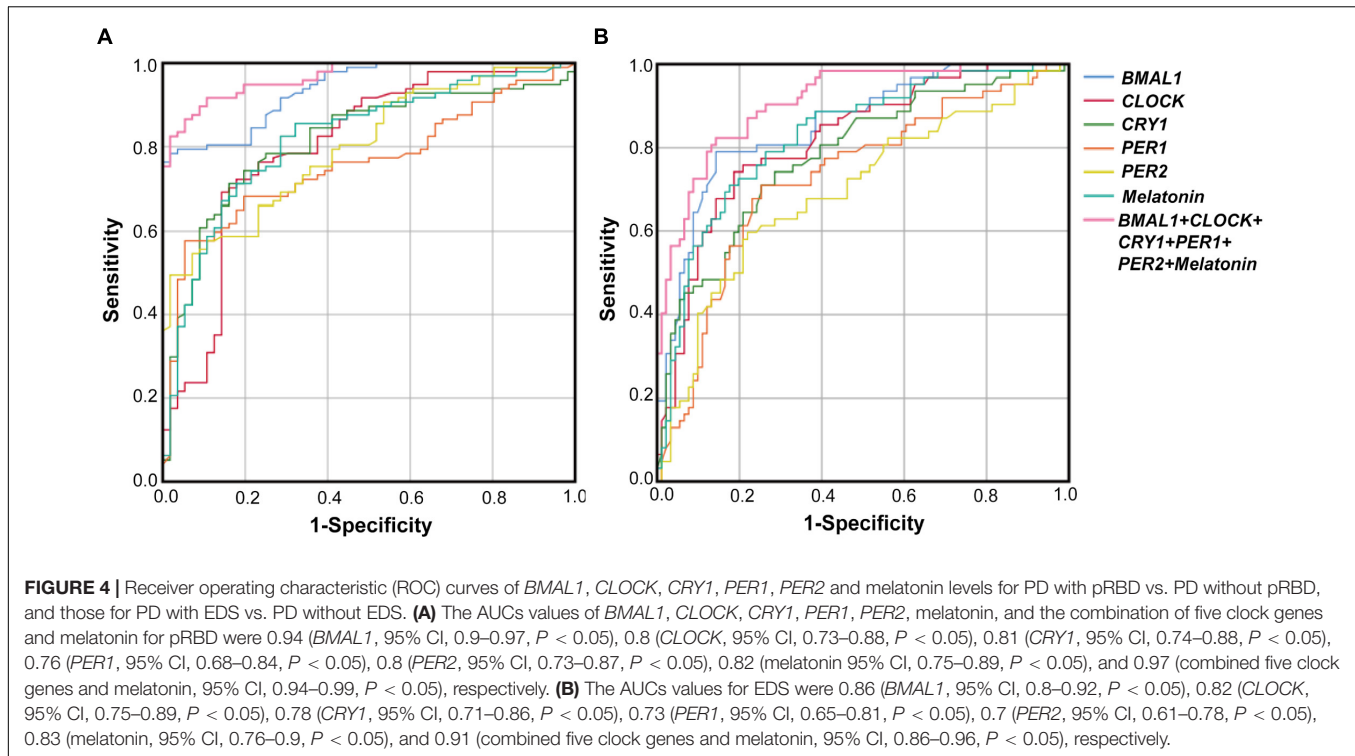 A
B
1.0
0.8
0.6
0.4
0.2
0.0
Sensitivity
0.0 0.2 0.4 0.6 0.8 1.0
1-Specificity
1.0
0.8
0.6
0.4
0.2
0.0
Sensitivity
0.0 0.2 0.4 0.6 0.8 1.0
1-Specificity
BMAL1
CLOCK
CRY1
PER1
PER2
Melatonin
BMAL1+CLOCK+
CRY1+PER1+
PER2+Melatonin
FIGURE 4 | Receiver operating characteristic (ROC) curves of BMAL1, CLOCK, CRY1, PER1, PER2 and melatonin levels for PD with pRBD vs. PD without pRBD,
and those for PD with EDS vs. PD without EDS. (A) The AUCs values of BMAL1, CLOCK, CRY1, PER1, PER2, melatonin, and the combination of five clock genes
and melatonin for pRBD were 0.94 (BMAL1, 95% CI, 0.9–0.97, P < 0.05), 0.8 (CLOCK, 95% CI, 0.73–0.88, P < 0.05), 0.81 (CRY1, 95% CI, 0.74–0.88, P < 0.05),
0.76 (PER1, 95% CI, 0.68–0.84, P < 0.05), 0.8 (PER2, 95% CI, 0.73–0.87, P < 0.05), 0.82 (melatonin 95% CI, 0.75–0.89, P < 0.05), and 0.97 (combined five clock
genes and melatonin, 95% CI, 0.94–0.99, P < 0.05), respectively. (B) The AUCs values for EDS were 0.86 (BMAL1, 95% CI, 0.8–0.92, P < 0.05), 0.82 (CLOCK,
95% CI, 0.75–0.89, P < 0.05), 0.78 (CRY1, 95% CI, 0.71–0.86, P < 0.05), 0.73 (PER1, 95% CI, 0.65–0.81, P < 0.05), 0.7 (PER2, 95% CI, 0.61–0.78, P < 0.05),
0.83 (melatonin, 95% CI, 0.76–0.9, P < 0.05), and 0.91 (combined five clock genes and melatonin, 95% CI, 0.86–0.96, P < 0.05), respectively.